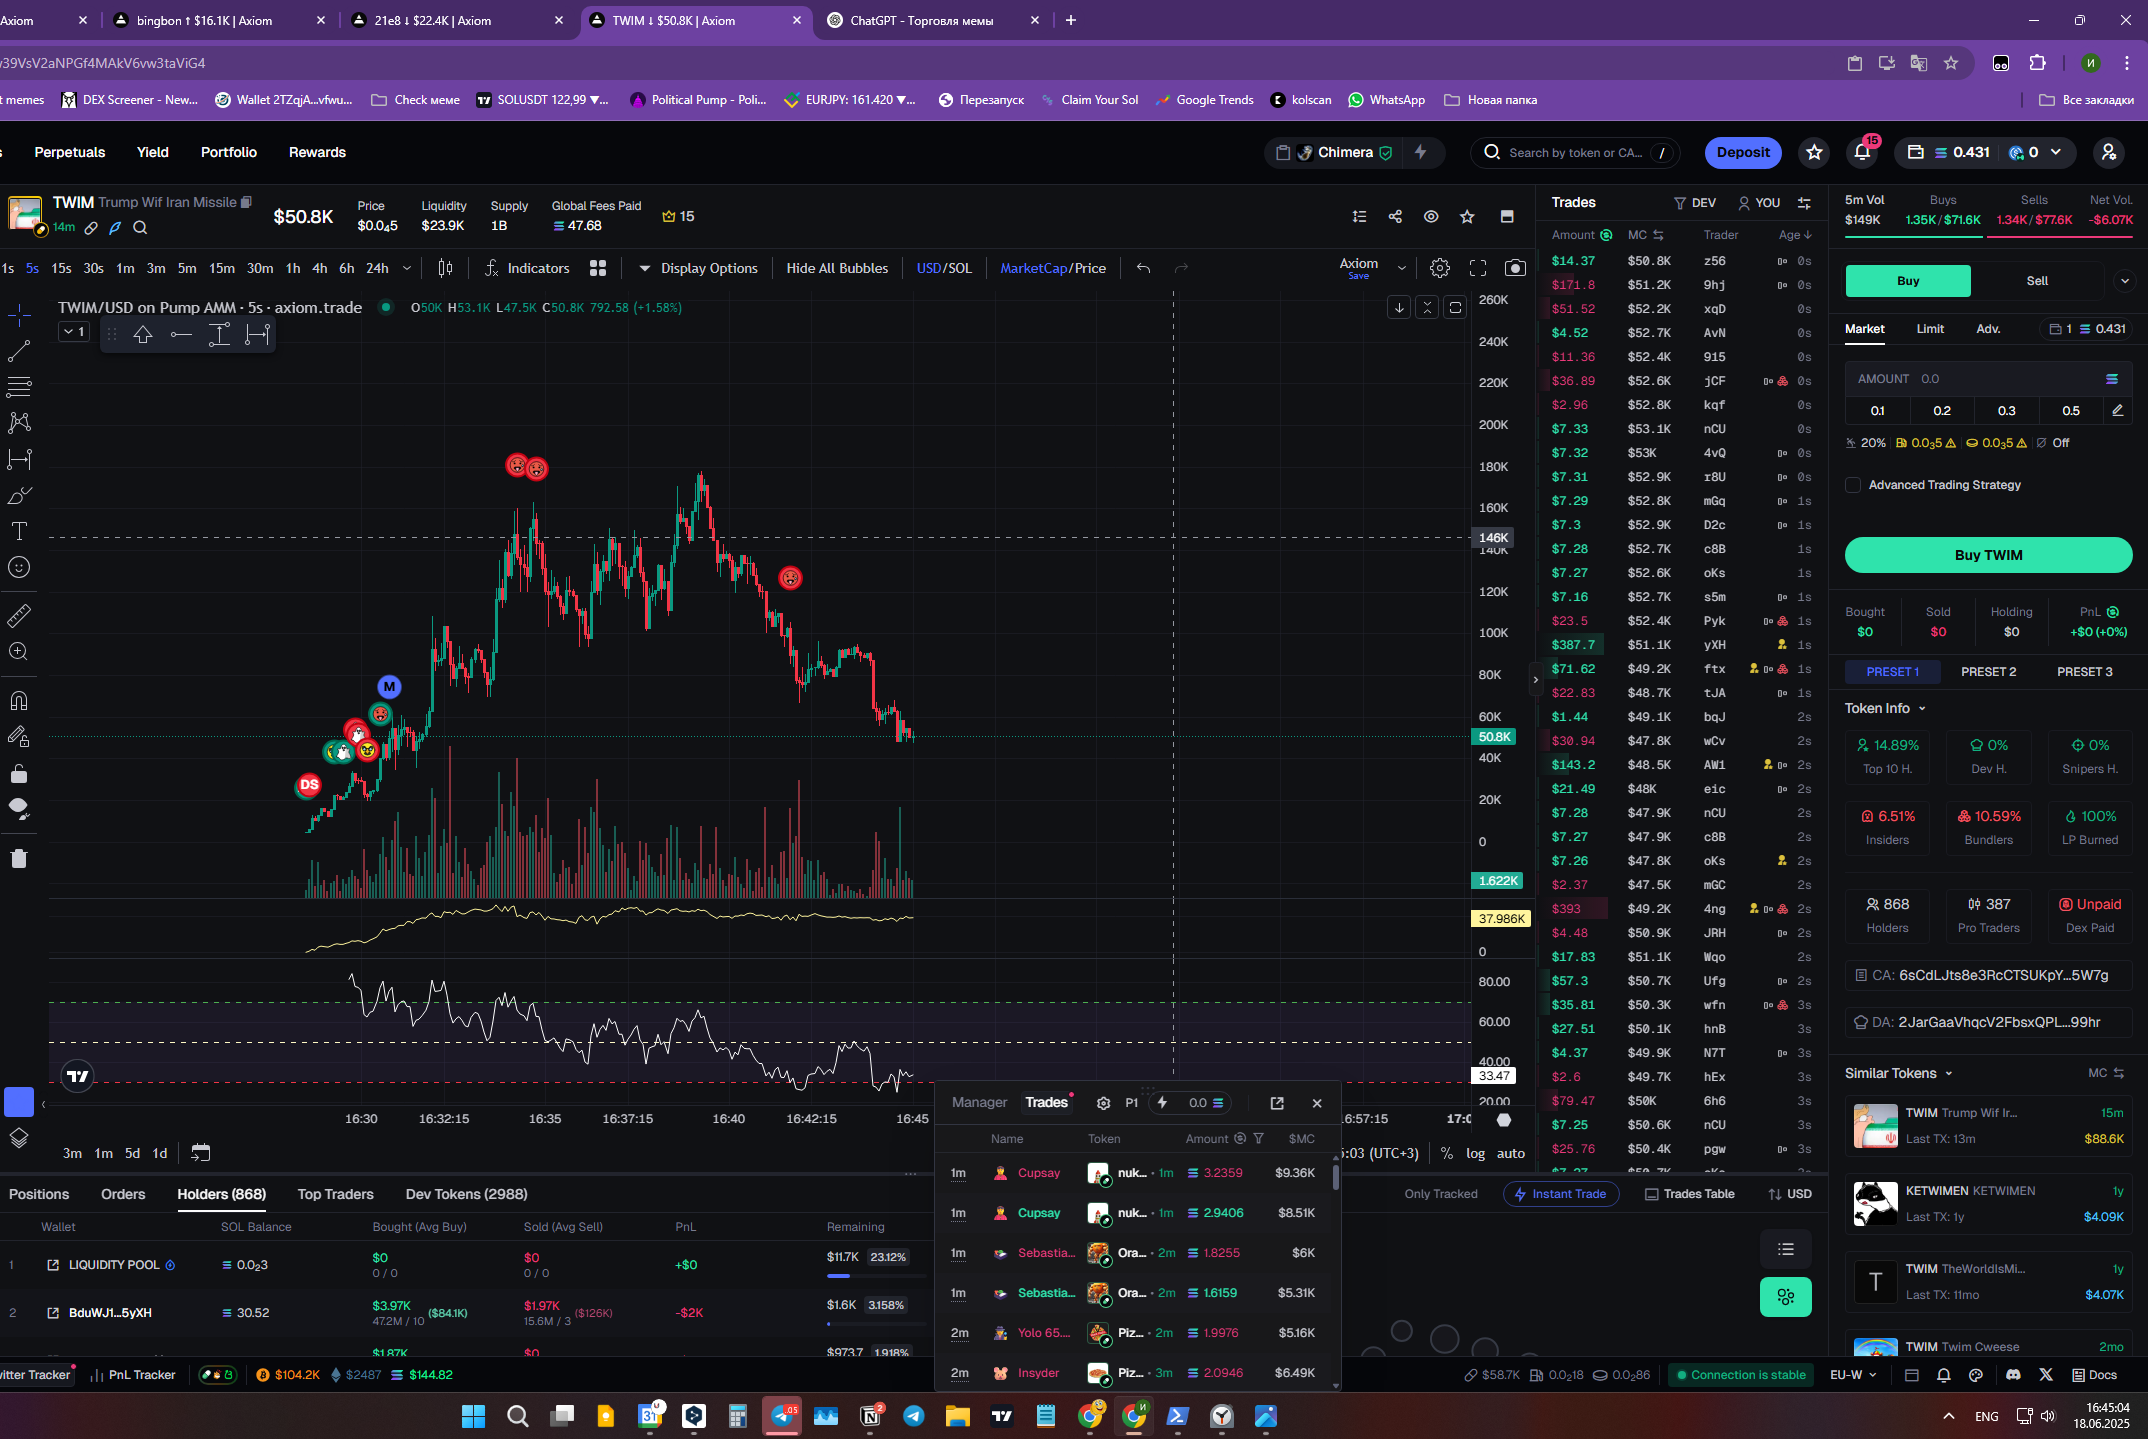 Axiom
bingbon ↑ $16.1K | Axiom
21e8 ↓ $22.4K | Axiom
TWIM ↓ $50.8K | Axiom
ChatGPT - Торговля мемы
/39VsV2aNPGf4MAkV6vw3taViG4
t memes
DEX Screener - New...
Wallet 2TZqjA...vfwu...
Check меме
SOLUSDT 122,99 ▼...
Political Pump - Poli...
EURJPY: 161.420 ▼...
Перезапуск
Claim Your Sol
Google Trends
kolscan
WhatsApp
Новая папка
Все закладки
Perpetuals
Yield
Portfolio
Rewards
Chimera
Search by token or CA...
/
Deposit
15
0.431
0
TWIM Trump Wif Iran Missile
14m
$50.8K
Price
$0.0₄5
Liquidity
$23.9K
Supply
1B
Global Fees Paid
47.68
15
1s 5s 15s 30s 1m 3m 5m 15m 30m 1h 4h 6h 24h
Indicators
Display Options
Hide All Bubbles
USD/SOL
MarketCap/Price
Axiom
Save
TWIM/USD on Pump AMM · 5s · axiom.trade
O50K H53.1K L47.5K C50.8K 792.58 (+1.58%)
1
DS
M
260K
240K
220K
200K
180K
160K
146K
140K
120K
100K
80K
60K
50.8K
40K
20K
0
1.622K
37.986K
0
80.00
60.00
40.00
33.47
20.00
16:30 16:32:15 16:35 16:37:15 16:40 16:42:15 16:45
16:57:15
3m 1m 5d 1d
(UTC+3)
% log auto
Trades
DEV
YOU
Amount MC Trader Age
$14.37 $50.8K z56 0s
$171.8 $51.2K 9hj 0s
$51.52 $52.2K xqD 0s
$4.52 $52.7K AvN 0s
$11.36 $52.4K 915 0s
$36.89 $52.6K jCF 0s
$2.96 $52.8K kqf 0s
$7.33 $53.1K nCU 0s
$7.32 $53K 4vQ 0s
$7.31 $52.9K r8U 0s
$7.29 $52.8K mGq 1s
$7.3 $52.9K D2c 1s
$7.28 $52.7K c8B 1s
$7.27 $52.6K oKs 1s
$7.16 $52.7K s5m 1s
$23.5 $52.4K Pyk 1s
$387.7 $51.1K yXH 1s
$71.62 $49.2K ftx 1s
$22.83 $48.7K tJA 1s
$1.44 $49.1K bqJ 2s
$30.94 $47.8K wCv 2s
$143.2 $48.5K AW1 2s
$21.49 $48K eic 2s
$7.28 $47.9K nCU 2s
$7.27 $47.9K c8B 2s
$7.26 $47.8K oKs 2s
$2.37 $47.5K mGC 2s
$393 $49.2K 4ng 2s
$4.48 $50.9K JRH 2s
$17.83 $51.1K Wqo 2s
$57.3 $50.7K Ufg 2s
$35.81 $50.3K wfn 3s
$27.51 $50.1K hnB 3s
$4.37 $49.9K N7T 3s
$2.6 $49.7K hEx 3s
$79.47 $50K 6h6 3s
$7.25 $50.6K nCU 3s
$25.76 $50.4K pgw 3s
5m Vol Buys Sells Net Vol.
$149K 1.35K/$71.6K 1.34K/$77.6K -$6.07K
Buy
Sell
Market Limit Adv. 1 0.431
AMOUNT 0.0
0.1 0.2 0.3 0.5
20% 0.0₃5 0.0₃5 Off
Advanced Trading Strategy
Buy TWIM
Bought Sold Holding PnL
$0 $0 $0 +$0 (+0%)
PRESET 1 PRESET 2 PRESET 3
Token Info
14.89% 0% 0%
Top 10 H. Dev H. Snipers H.
6.51% 10.59% 100%
Insiders Bundlers LP Burned
868 387 Unpaid
Holders Pro Traders Dex Paid
CA: 6sCdLJts8e3RcCTSUKpY...5W7g
DA: 2JarGaaVhqcV2FbsxQPL...99hr
Similar Tokens
MC
TWIM Trump Wif Ir... 15m
Last TX: 13m $88.6K
KETWIMEN KETWIMEN 1y
Last TX: 1y $4.09K
T
TWIM TheWorldIsMi... 1y
Last TX: 11mo $4.07K
TWIM Twim Cweese 2mo
Positions Orders Holders (868) Top Traders Dev Tokens (2988)
Only Tracked
Instant Trade
Trades Table
USD
Wallet SOL Balance Bought (Avg Buy) Sold (Avg Sell) PnL Remaining
1 LIQUIDITY POOL 0.0₂3 $0 $0 +$0 $11.7K 23.12%
0 / 0 0 / 0
2 BduWJ1...5yXH 30.52 $3.97K ($84.1K) $1.97K ($126K) -$2K $1.6K 3.158%
47.2M / 10 15.6M / 3
$1.87K $0 $973.7 1.918%
Manager Trades P1 0.0
Name Token Amount $MC
1m Cupsay nuk... · 1m 3.2359 $9.36K
1m Cupsay nuk... · 1m 2.9406 $8.51K
1m Sebastia... Ora... · 2m 1.8255 $6K
1m Sebastia... Ora... · 2m 1.6159 $5.31K
2m Yolo 65.... Piz... · 2m 1.9976 $5.16K
2m Insyder Piz... · 3m 2.0946 $6.49K
itter Tracker
PnL Tracker
$104.2K
$2487
$144.82
$58.7K
0.0₂18
0.0₂86
Connection is stable
EU-W
Docs
31
.05
2
ENG
16:45:04
18.06.2025